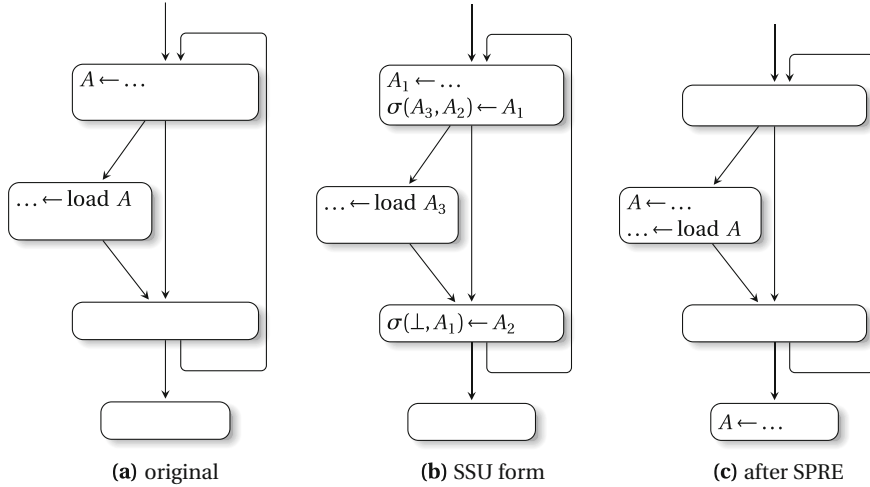 A ← …
… ← load A
(a) original
A₁ ← …
σ(A₃, A₂) ← A₁
… ← load A₃
σ(⊥, A₁) ← A₂
(b) SSU form
A ← …
… ← load A
A ← …
(c) after SPRE